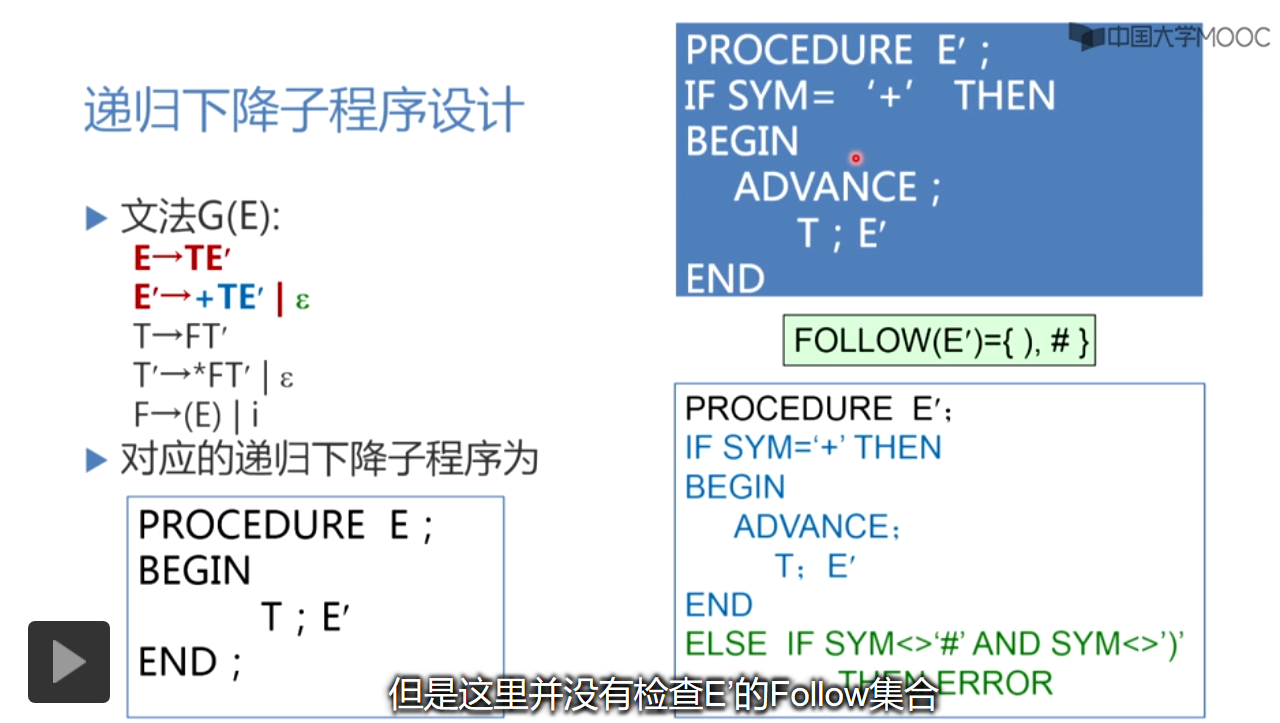 中国大学MOOC
递归下降子程序设计
文法G(E):
E→TE′
E′→+TE′ | ε
T→FT′
T′→*FT′ | ε
F→(E) | i
对应的递归下降子程序为
PROCEDURE E；
BEGIN
T；E′
END；
PROCEDURE E′；
IF SYM= ‘+’ THEN
BEGIN
ADVANCE；
T；E′
END
FOLLOW(E′)={ ), # }
PROCEDURE E′；
IF SYM=‘+’ THEN
BEGIN
ADVANCE；
T；E′
END
ELSE IF SYM<>‘#’ AND SYM<>’)’
THEN ERROR
但是这里并没有检查E’的Follow集合